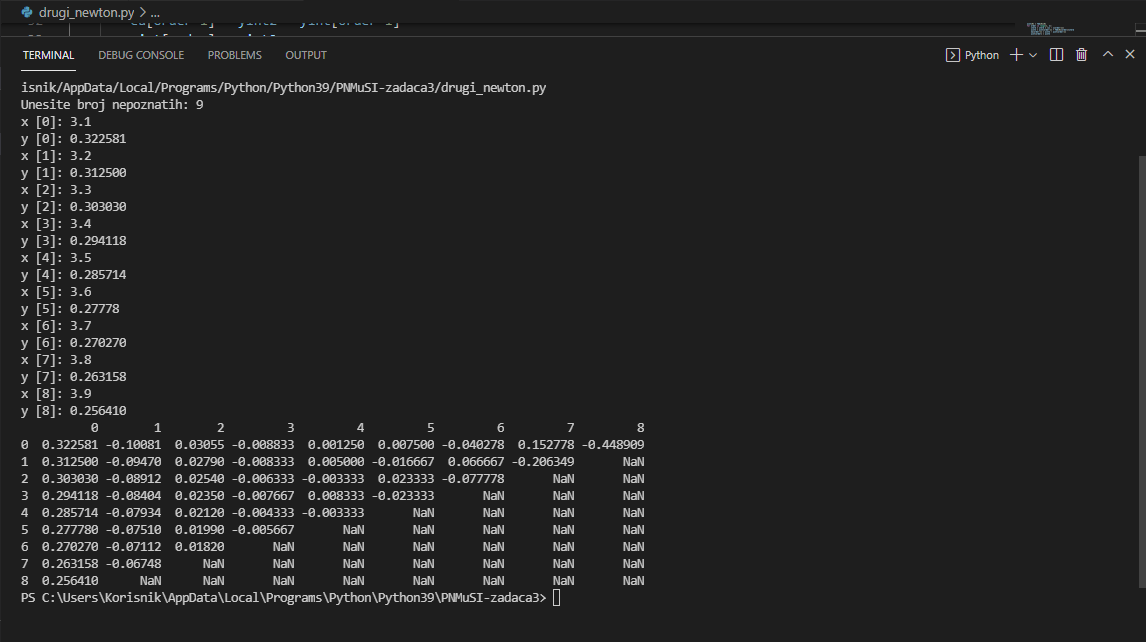 drugi_newton.py > ...
TERMINAL DEBUG CONSOLE PROBLEMS OUTPUT Python
isnik/AppData/Local/Programs/Python/Python39/PNMuSI-zadaca3/drugi_newton.py
Unesite broj nepoznatih: 9
x [0]: 3.1
y [0]: 0.322581
x [1]: 3.2
y [1]: 0.312500
x [2]: 3.3
y [2]: 0.303030
x [3]: 3.4
y [3]: 0.294118
x [4]: 3.5
y [4]: 0.285714
x [5]: 3.6
y [5]: 0.27778
x [6]: 3.7
y [6]: 0.270270
x [7]: 3.8
y [7]: 0.263158
x [8]: 3.9
y [8]: 0.256410
0 1 2 3 4 5 6 7 8
0 0.322581 -0.10081 0.03055 -0.008833 0.001250 0.007500 -0.040278 0.152778 -0.448909
1 0.312500 -0.09470 0.02790 -0.008333 0.005000 -0.016667 0.066667 -0.206349 NaN
2 0.303030 -0.08912 0.02540 -0.006333 -0.003333 0.023333 -0.077778 NaN NaN
3 0.294118 -0.08404 0.02350 -0.007667 0.008333 -0.023333 NaN NaN NaN
4 0.285714 -0.07934 0.02120 -0.004333 -0.003333 NaN NaN NaN NaN
5 0.277780 -0.07510 0.01990 -0.005667 NaN NaN NaN NaN NaN
6 0.270270 -0.07112 0.01820 NaN NaN NaN NaN NaN NaN
7 0.263158 -0.06748 NaN NaN NaN NaN NaN NaN NaN
8 0.256410 NaN NaN NaN NaN NaN NaN NaN NaN
PS C:\Users\Korisnik\AppData\Local\Programs\Python\Python39\PNMuSI-zadaca3>